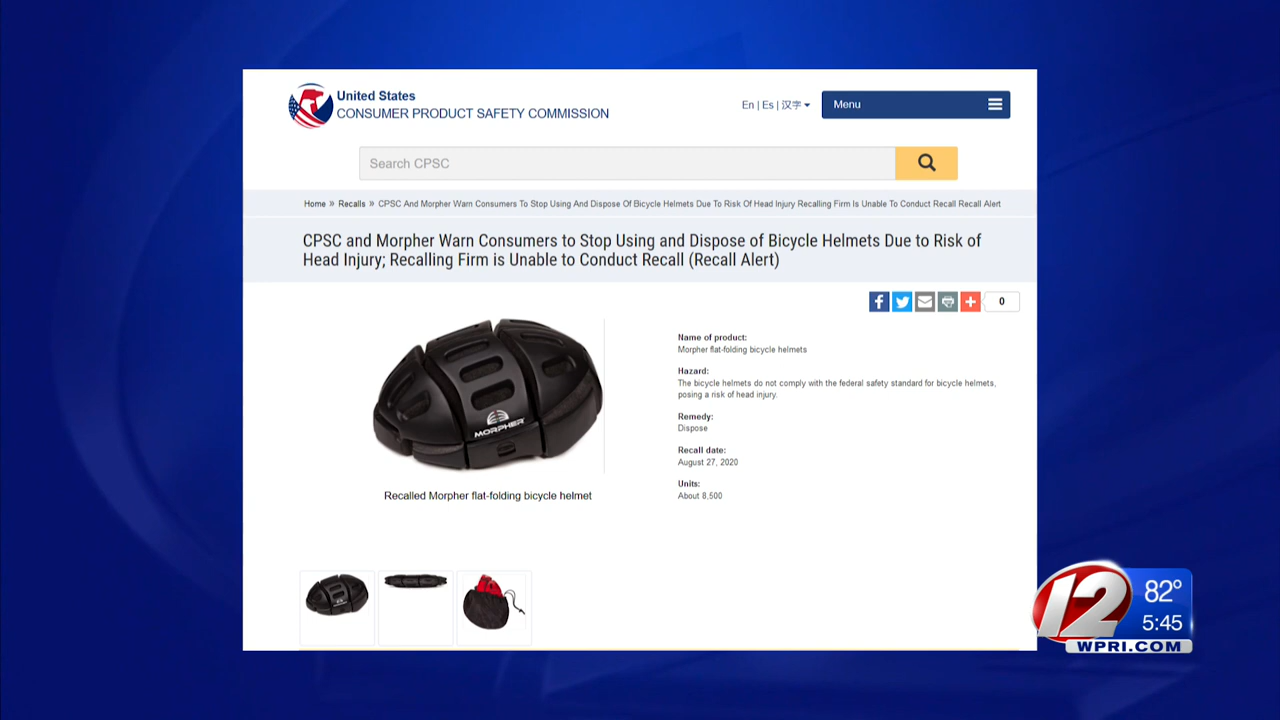 United States
CONSUMER PRODUCT SAFETY COMMISSION
En | Es | 汉字
Menu
Search CPSC
Home » Recalls » CPSC And Morpher Warn Consumers To Stop Using And Dispose Of Bicycle Helmets Due To Risk Of Head Injury Recalling Firm Is Unable To Conduct Recall Recall Alert
CPSC and Morpher Warn Consumers to Stop Using and Dispose of Bicycle Helmets Due to Risk of
Head Injury; Recalling Firm is Unable to Conduct Recall (Recall Alert)
0
MORPHER
Recalled Morpher flat-folding bicycle helmet
Name of product:
Morpher flat-folding bicycle helmets
Hazard:
The bicycle helmets do not comply with the federal safety standard for bicycle helmets,
posing a risk of head injury.
Remedy:
Dispose
Recall date:
August 27, 2020
Units:
About 8,500
12
82°
5:45
WPRI.COM